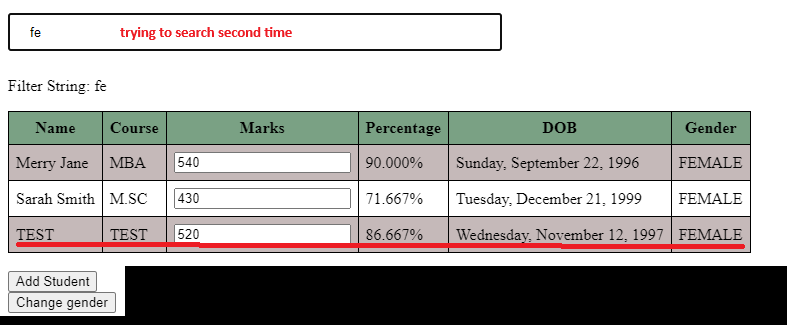 fe trying to search second time
Filter String: fe
Name Course Marks Percentage DOB Gender
Merry Jane MBA 540 90.000% Sunday, September 22, 1996 FEMALE
Sarah Smith M.SC 430 71.667% Tuesday, December 21, 1999 FEMALE
TEST TEST 520 86.667% Wednesday, November 12, 1997 FEMALE
Add Student
Change gender